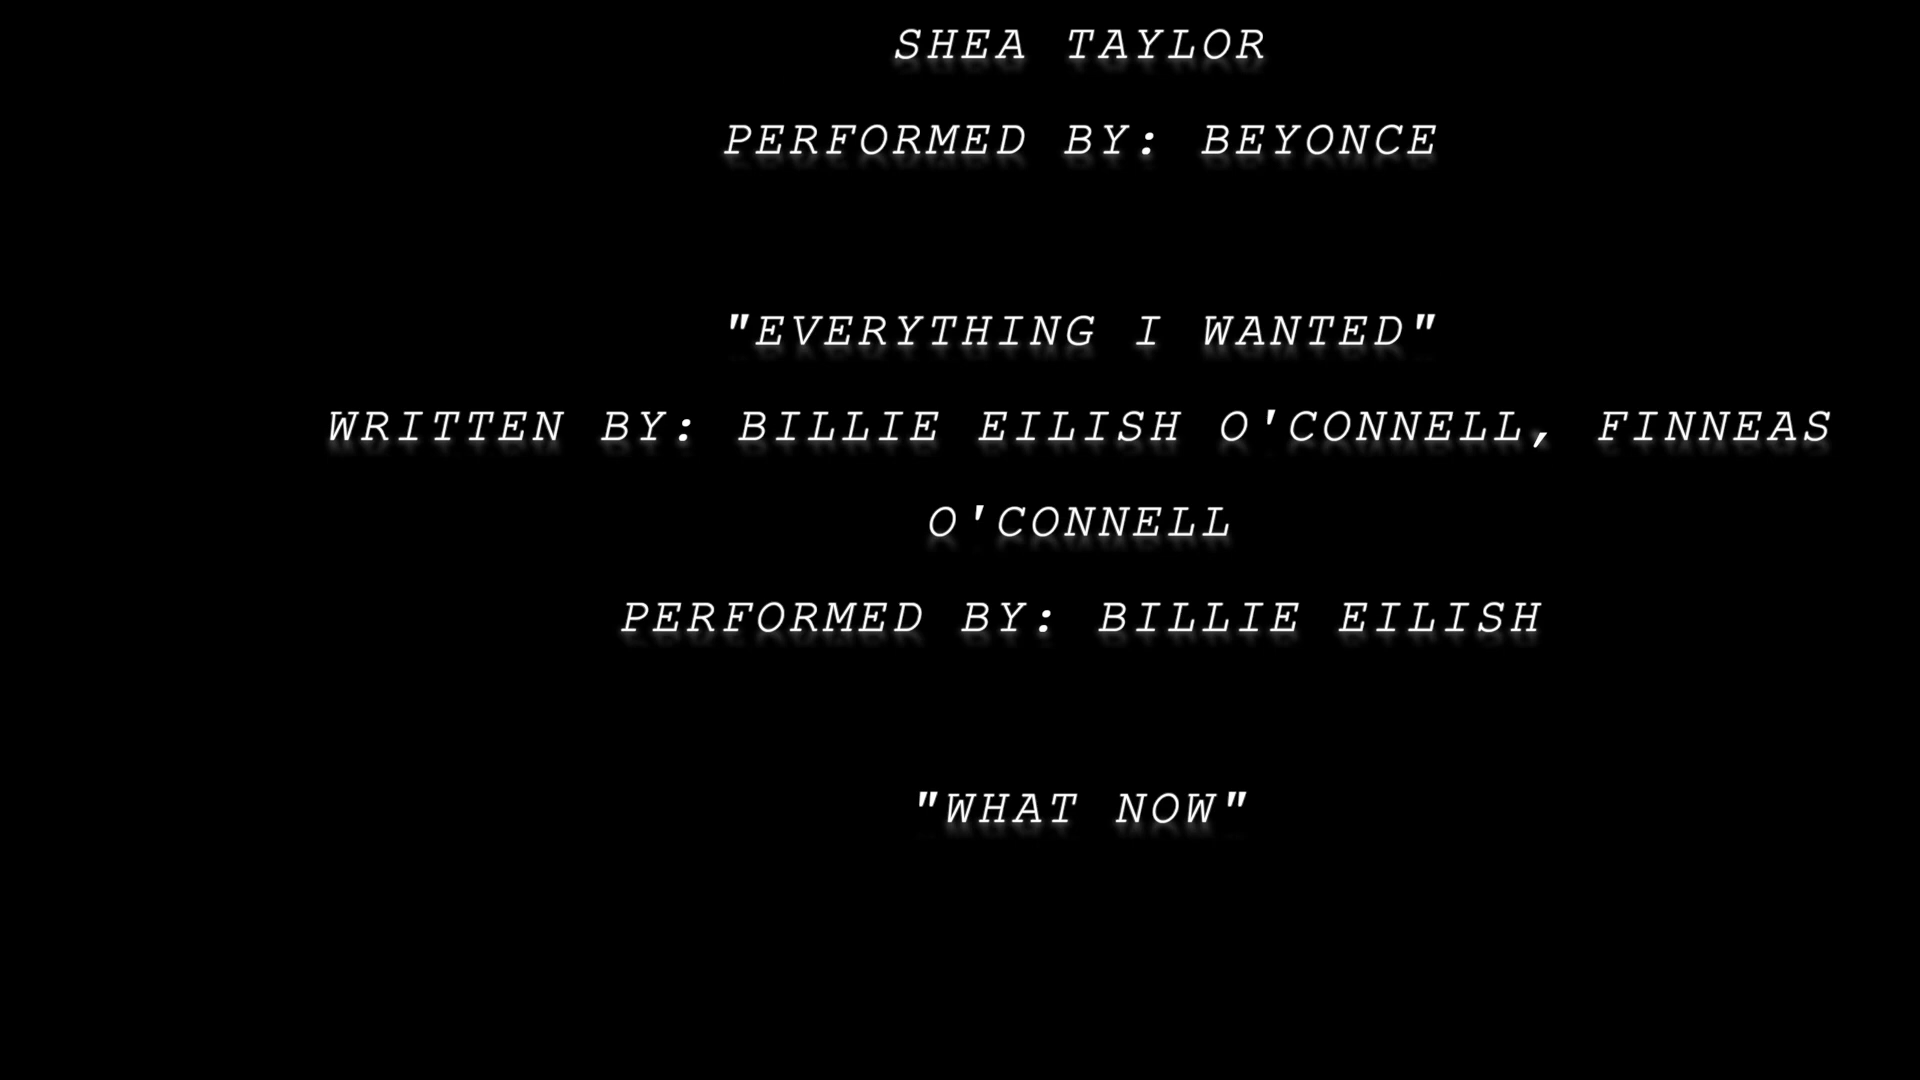 SHEA TAYLOR
PERFORMED BY: BEYONCE
"EVERYTHING I WANTED"
WRITTEN BY: BILLIE EILISH O'CONNELL, FINNEAS
O'CONNELL
PERFORMED BY: BILLIE EILISH
"WHAT NOW"